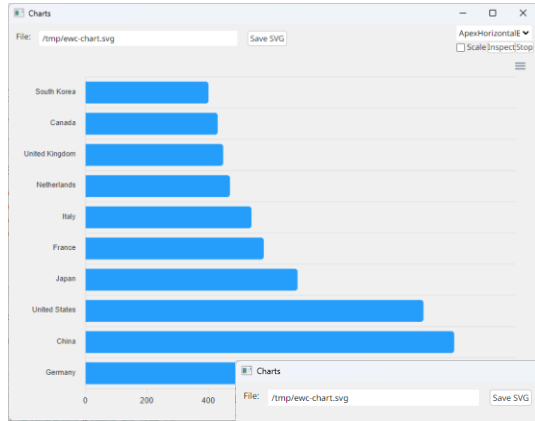 Charts
File: /tmp/ewc-chart.svg Save SVG
ApexHorizontalE
Scale Inspect Stop
South Korea
Canada
United Kingdom
Netherlands
Italy
France
Japan
United States
China
Germany
0 200 400
Charts
File: /tmp/ewc-chart.svg Save SVG